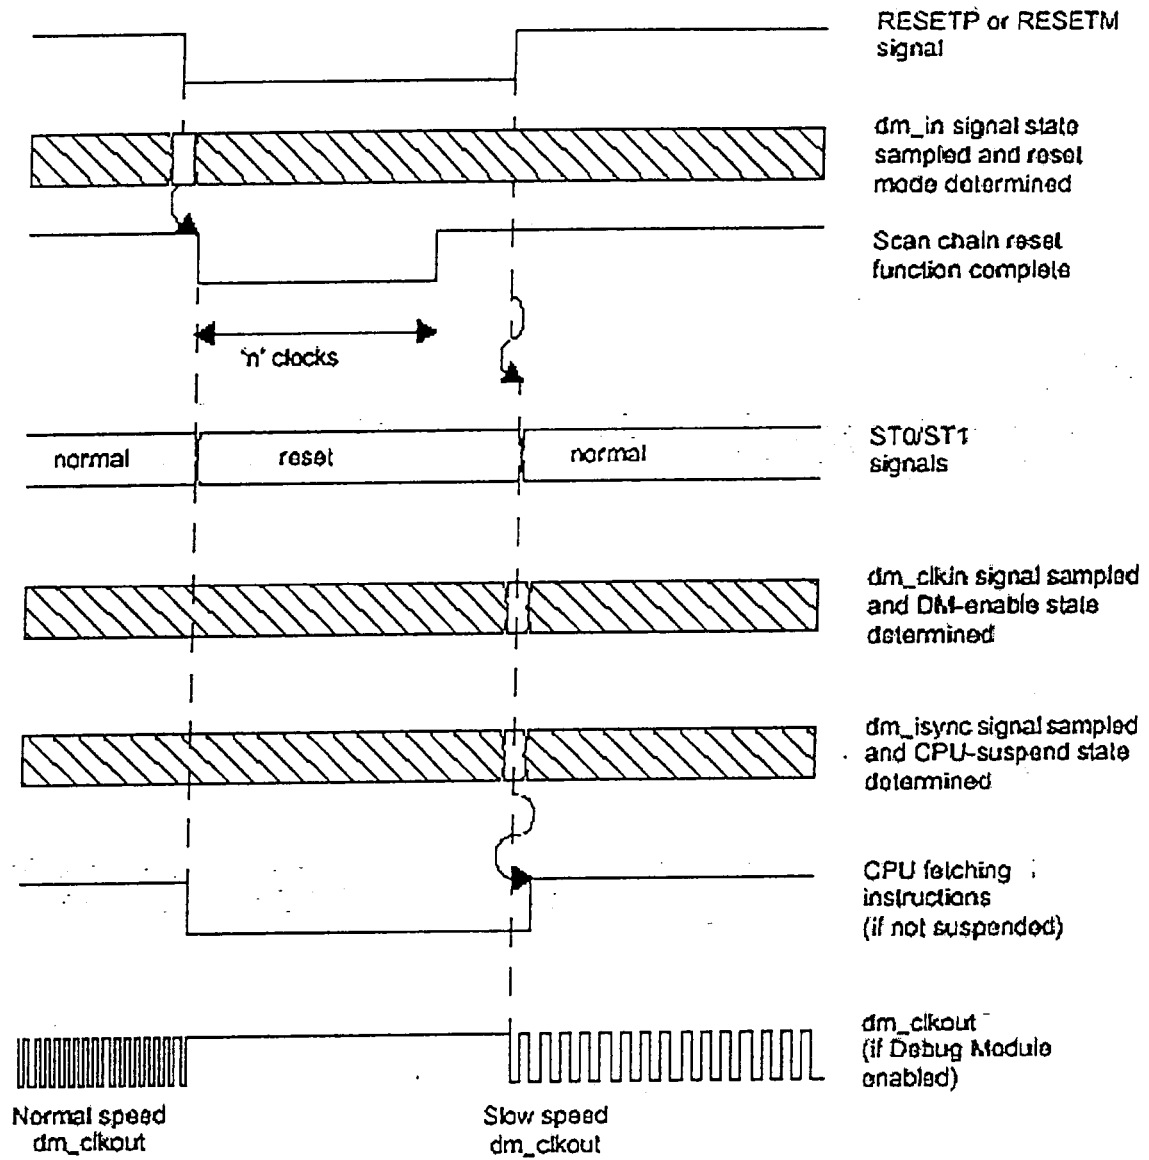 RESETP or RESETM
signal
dm_in signal state
sampled and reset
mode determined
Scan chain reset
function complete
'n' clocks
ST0/ST1
signals
normal
reset
normal
dm_clkin signal sampled
and DM-enable state
determined
dm_isync signal sampled
and CPU-suspend state
determined
CPU fetching
instructions
(if not suspended)
dm_clkout
(if Debug Module
enabled)
Normal speed
dm_clkout
Slow speed
dm_clkout